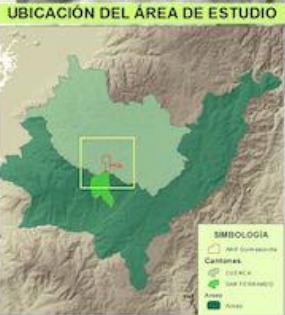 UBICACIÓN DEL ÁREA DE ESTUDIO
SIMBOLOGÍA
Cantones
CUENCA
SAN FERNANDO
Azuay